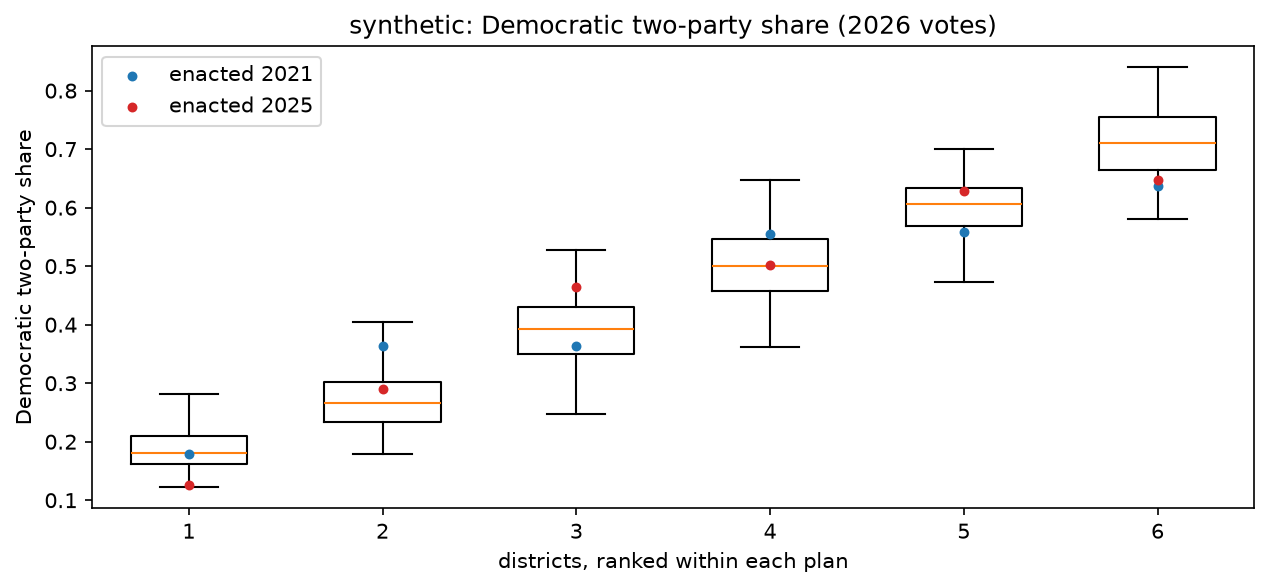 synthetic: Democratic two-party share (2026 votes)
enacted 2021
enacted 2025
Democratic two-party share
0.8
0.7
0.6
0.5
0.4
0.3
0.2
0.1
1 2 3 4 5 6
districts, ranked within each plan